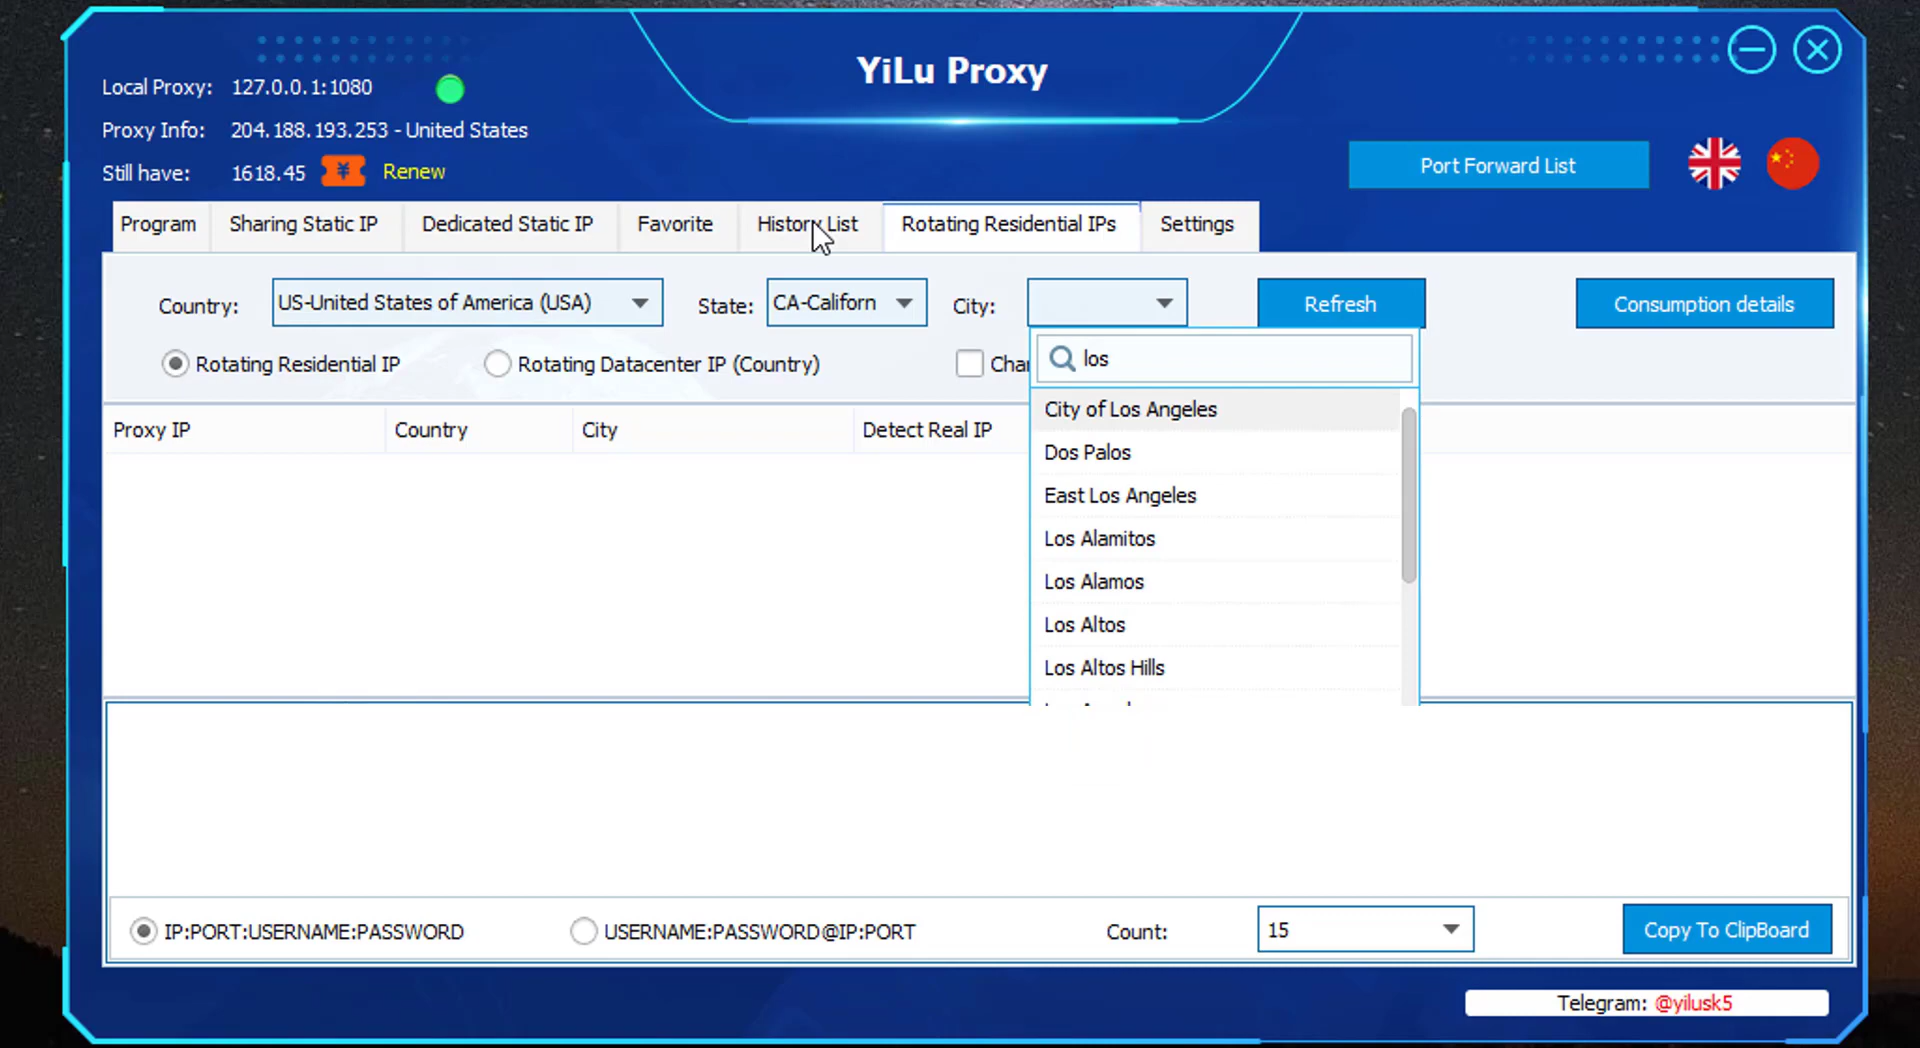 YiLu Proxy
Local Proxy: 127.0.0.1:1080
Proxy Info: 204.188.193.253 - United States
Still have: 1618.45 ¥ Renew
Port Forward List
Program Sharing Static IP Dedicated Static IP Favorite History List Rotating Residential IPs Settings
Country: US-United States of America (USA) State: CA-Californ City: Refresh Consumption details
Rotating Residential IP Rotating Datacenter IP (Country) Cha
los
City of Los Angeles
Dos Palos
East Los Angeles
Los Alamitos
Los Alamos
Los Altos
Los Altos Hills
Proxy IP Country City Detect Real IP
IP:PORT:USERNAME:PASSWORD USERNAME:PASSWORD@IP:PORT Count: 15 Copy To ClipBoard
Telegram: @yilusk5